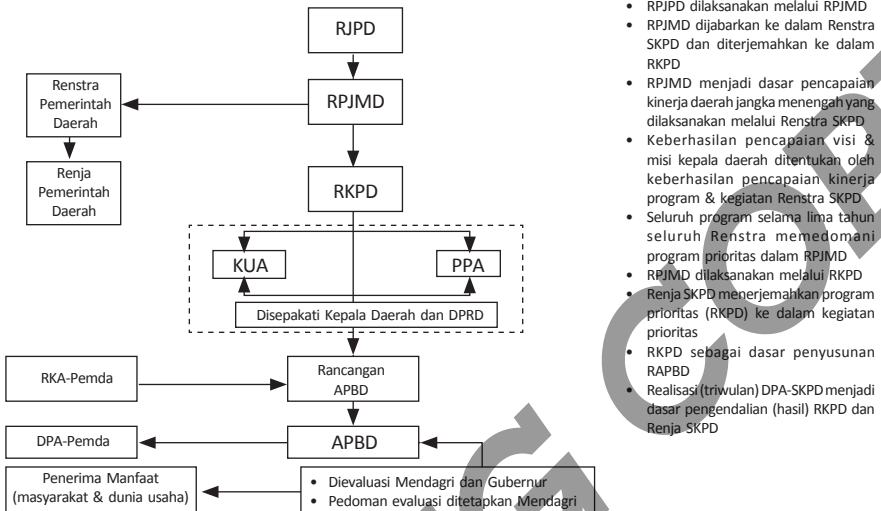 RJPD
RPJMD
Renstra
Pemerintah
Daerah
Renja
Pemerintah
Daerah
RKPD
KUA
PPA
Disepakati Kepala Daerah dan DPRD
RKA-Pemda
Rancangan
APBD
DPA-Pemda
APBD
Penerima Manfaat
(masyarakat & dunia usaha)
• Dievaluasi Mendagri dan Gubernur
• Pedoman evaluasi ditetapkan Mendagri
• RPJPD dilaksanakan melalui RPJMD
• RPJMD dijabarkan ke dalam Renstra
SKPD dan diterjemahkan ke dalam
RKPD
• RPJMD menjadi dasar pencapaian
kinerja daerah jangka menengah yang
dilaksanakan melalui Renstra SKPD
• Keberhasilan pencapaian visi &
misi kepala daerah ditentukan oleh
keberhasilan pencapaian kinerja
program & kegiatan Renstra SKPD
• Seluruh program selama lima tahun
seluruh Renstra memedomani
program prioritas dalam RPJMD
• RPJMD dilaksanakan melalui RKPD
• Renja SKPD menerjemahkan program
prioritas (RKPD) ke dalam kegiatan
prioritas
• RKPD sebagai dasar penyusunan
RAPBD
• Realisasi (triwulan) DPA-SKPD menjadi
dasar pengendalian (hasil) RKPD dan
Renja SKPD